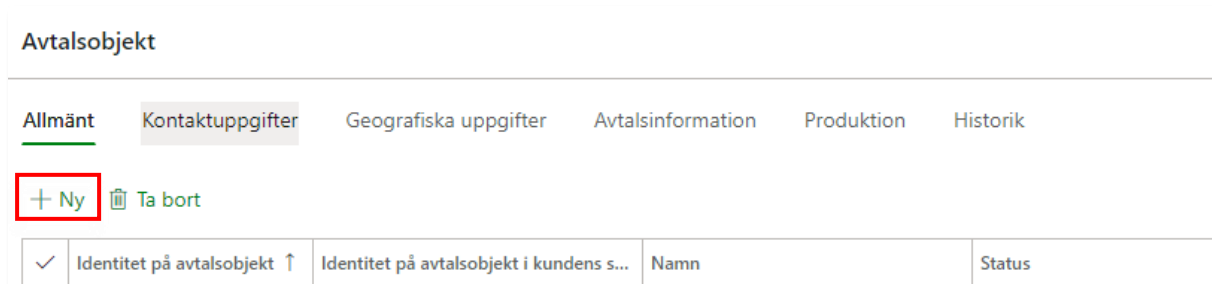 Avtalsobjekt
Allmänt Kontaktuppgifter Geografiska uppgifter Avtalsinformation Produktion Historik
+ Ny Ta bort
Identitet på avtalsobjekt ↑ Identitet på avtalsobjekt i kundens s... Namn Status